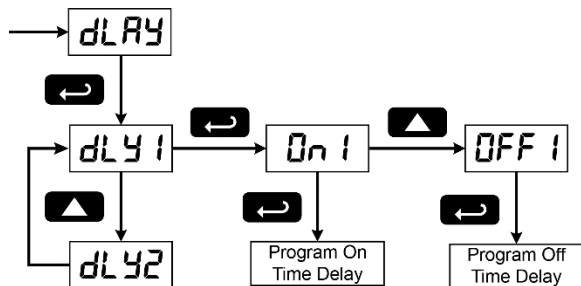 dLAY
dLY1
On1
OFF1
dLY2
Program On
Time Delay
Program Off
Time Delay